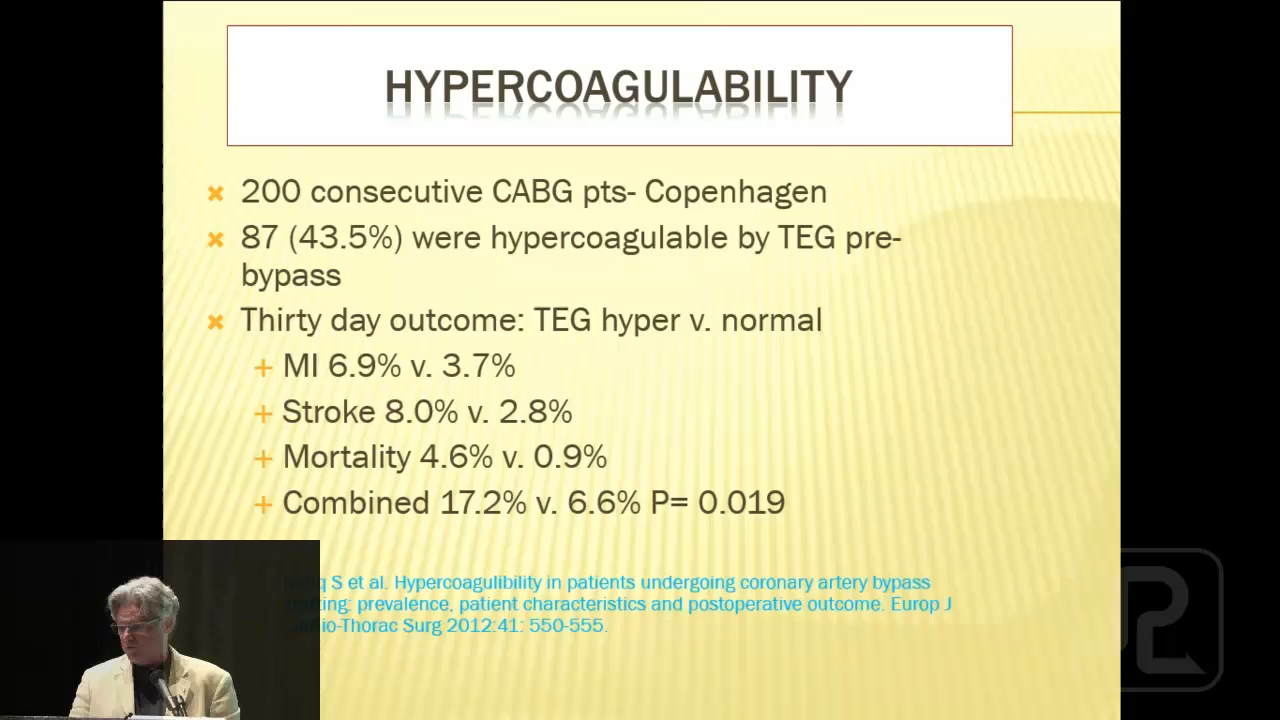 HYPERCOAGULABILITY
200 consecutive CABG pts- Copenhagen
87 (43.5%) were hypercoagulable by TEG pre-
bypass
Thirty day outcome: TEG hyper v. normal
MI 6.9% v. 3.7%
Stroke 8.0% v. 2.8%
Mortality 4.6% v. 0.9%
Combined 17.2% v. 6.6% P= 0.019
S et al. Hypercoagulibility in patients undergoing coronary artery bypass
prevalence, patient characteristics and postoperative outcome. Europ J
Surg 2012:41: 550-555.